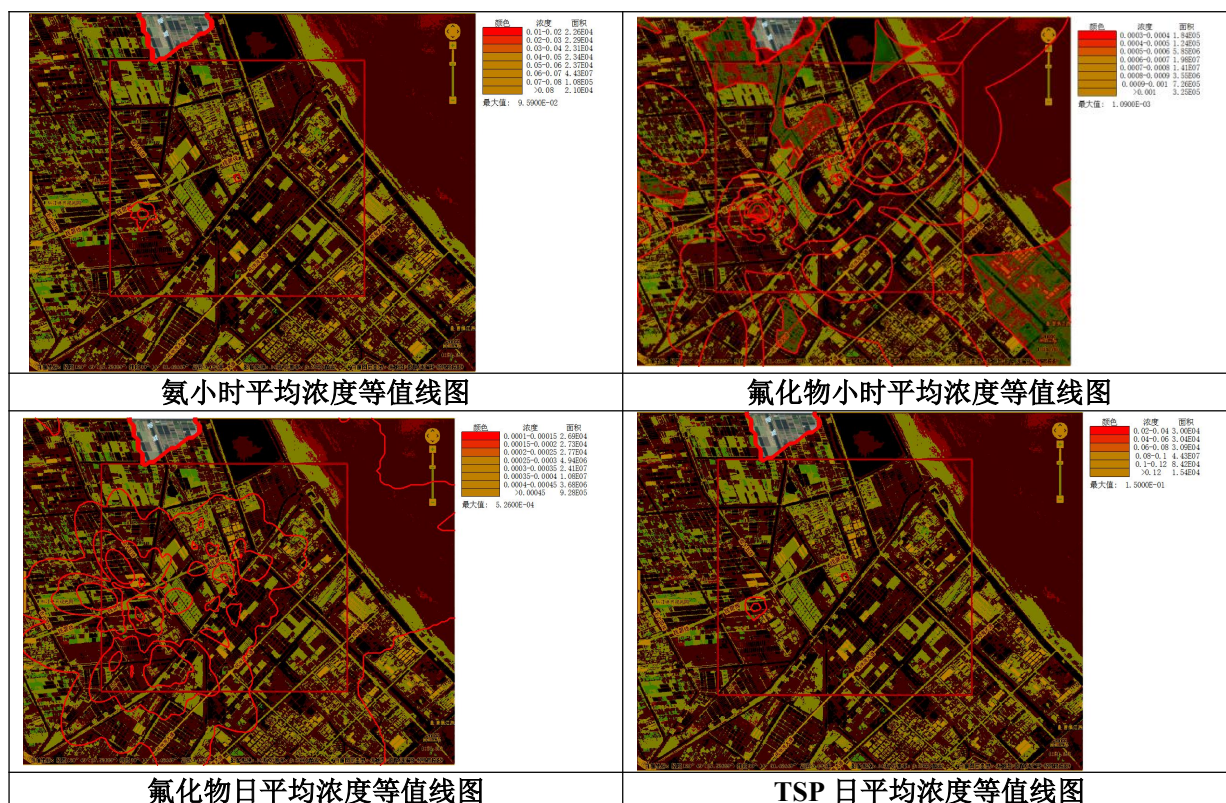 颜色 浓度 面积
0.01-0.02 2.26E04
0.02-0.03 2.29E04
0.03-0.04 2.31E04
0.04-0.05 2.34E04
0.05-0.06 2.37E04
0.06-0.07 4.43E07
0.07-0.08 1.08E05
>0.08 2.10E04
最大值: 9.5900E-02
氨小时平均浓度等值线图
颜色 浓度 面积
0.0003-0.0004 1.84E05
0.0004-0.0005 1.24E05
0.0005-0.0006 5.85E06
0.0006-0.0007 1.98E07
0.0007-0.0008 1.41E07
0.0008-0.0009 3.55E06
0.0009-0.001 7.26E05
>0.001 3.25E05
最大值: 1.0900E-03
氟化物小时平均浓度等值线图
颜色 浓度 面积
0.0001-0.00015 2.69E04
0.00015-0.0002 2.73E04
0.0002-0.00025 2.77E04
0.00025-0.0003 4.94E06
0.0003-0.00035 2.41E07
0.00035-0.0004 1.08E07
0.0004-0.00045 3.68E06
>0.00045 9.28E05
最大值: 5.2600E-04
氟化物日平均浓度等值线图
颜色 浓度 面积
0.02-0.04 3.00E04
0.04-0.06 3.04E04
0.06-0.08 3.09E04
0.08-0.1 4.43E07
0.1-0.12 8.42E04
>0.12 1.54E04
最大值: 1.5000E-01
TSP 日平均浓度等值线图